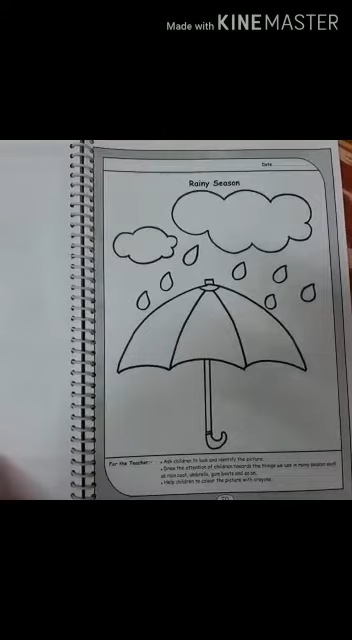 Made with KINEMASTER
Date
Rainy Season
For the Teacher:- • Ask children to look and identify the picture.
• Draw the attention of children towards the things we use in rainy season such
as rain coat, umbrella, gum boots and so on.
• Help children to colour the picture with crayons.